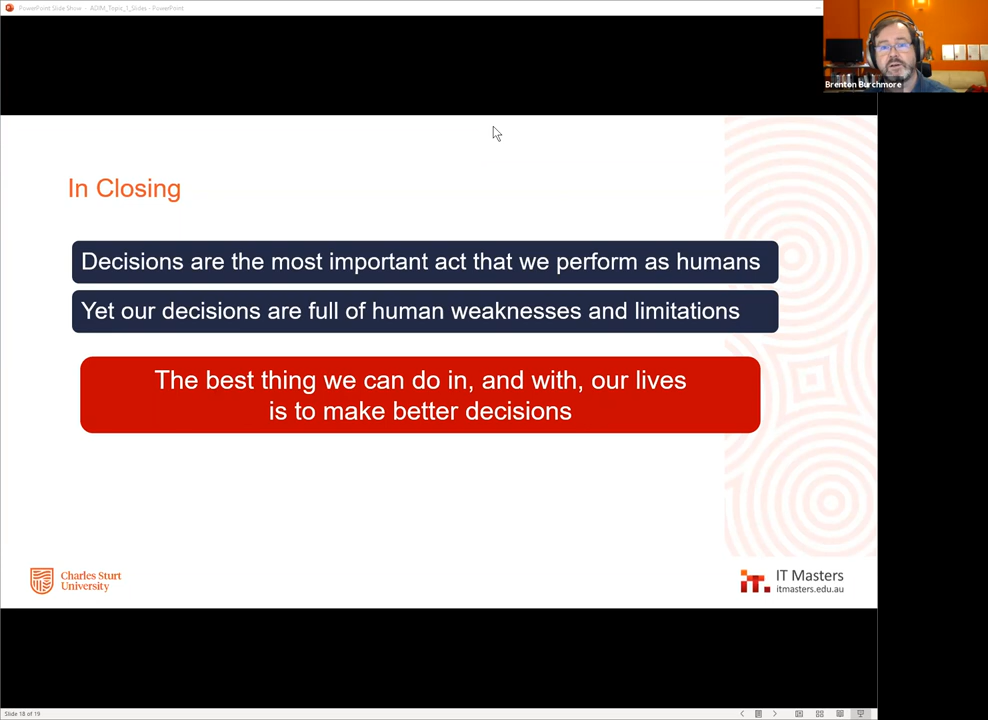 PowerPoint Slide Show - ADIM_Topic_1_Slides - PowerPoint
Brenton Burchmore
In Closing
Decisions are the most important act that we perform as humans
Yet our decisions are full of human weaknesses and limitations
The best thing we can do in, and with, our lives
is to make better decisions
Charles Sturt
University
iT.
IT Masters
itmasters.edu.au
Slide 18 of 19